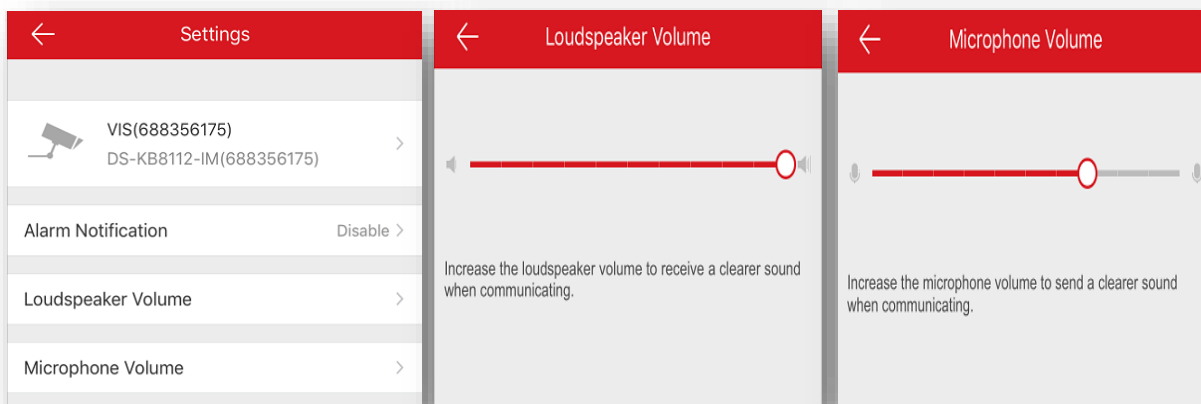 Settings
VIS(688356175)
DS-KB8112-IM(688356175)
Alarm Notification Disable
Loudspeaker Volume
Microphone Volume
Loudspeaker Volume
Increase the loudspeaker volume to receive a clearer sound
when communicating.
Microphone Volume
Increase the microphone volume to send a clearer sound
when communicating.